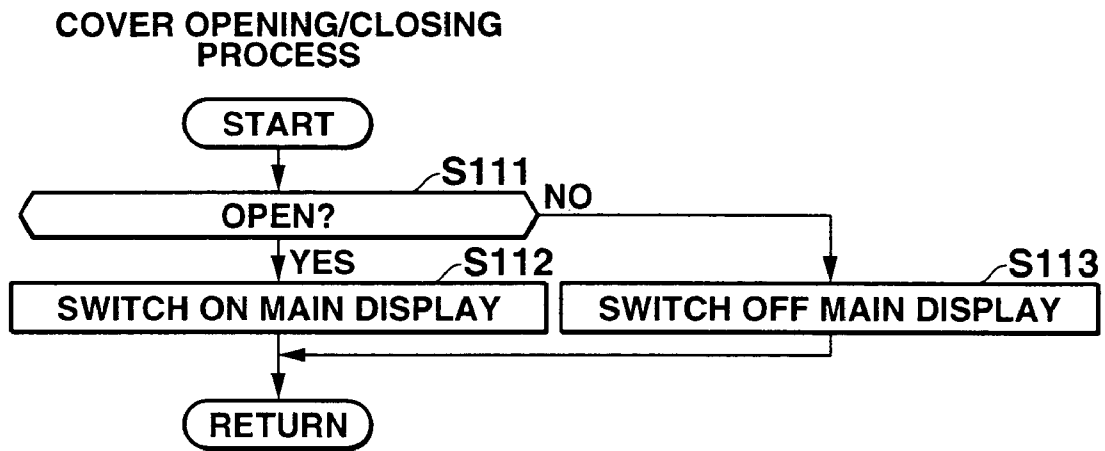 COVER OPENING/CLOSING
PROCESS
START
S111
OPEN?
NO
YES
S112
S113
SWITCH ON MAIN DISPLAY
SWITCH OFF MAIN DISPLAY
RETURN